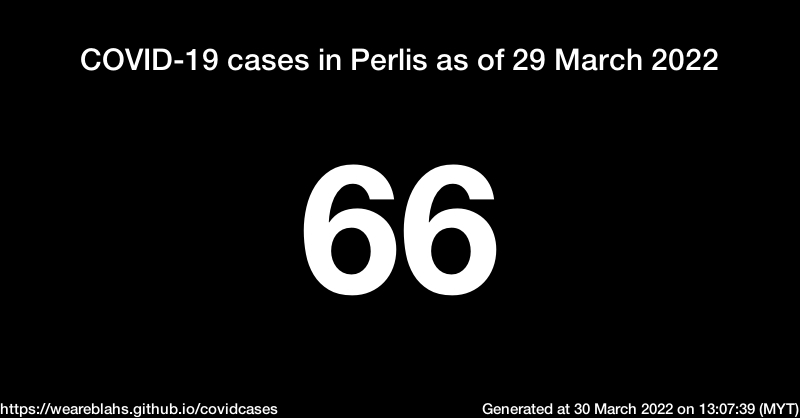 COVID-19 cases in Perlis as of 29 March 2022
66
https://weareblahs.github.io/covidcases
Generated at 30 March 2022 on 13:07:39 (MYT)